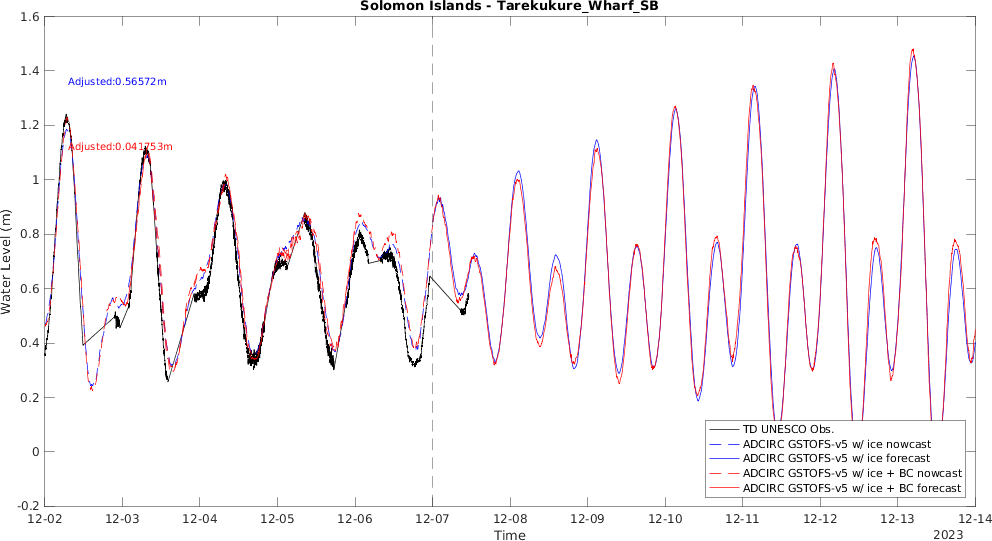 Solomon Islands - Tarekukure_Wharf_SB
1.6
1.4
1.2
1
0.8
0.6
0.4
0.2
0
-0.2
Water Level (m)
Adjusted:0.56572m
Adjusted:0.041753m
TD UNESCO Obs.
ADCIRC GSTOFS-v5 w/ ice nowcast
ADCIRC GSTOFS-v5 w/ ice forecast
ADCIRC GSTOFS-v5 w/ ice + BC nowcast
ADCIRC GSTOFS-v5 w/ ice + BC forecast
12-02 12-03 12-04 12-05 12-06 12-07 12-08 12-09 12-10 12-11 12-12 12-13 12-14
Time
2023